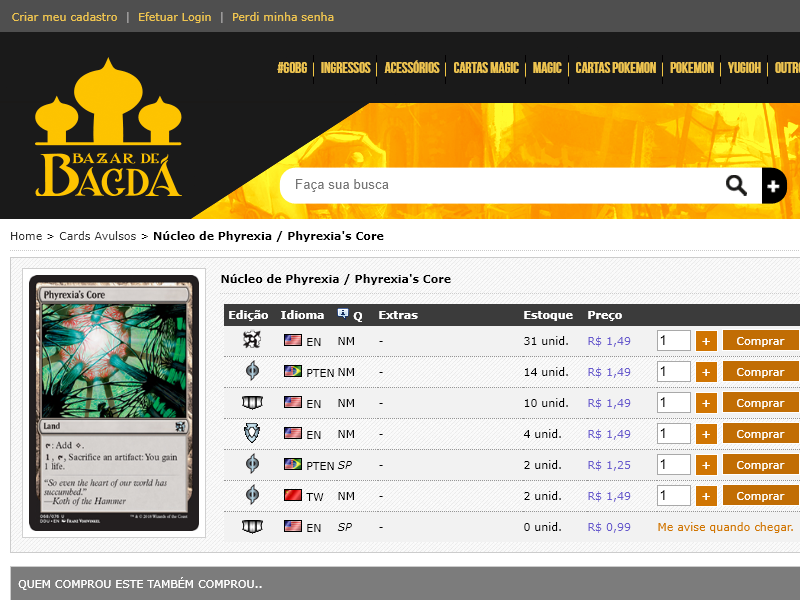 Criar meu cadastro | Efetuar Login | Perdi minha senha
#GOBG | INGRESSOS | ACESSÓRIOS | CARTAS MAGIC | MAGIC | CARTAS POKEMON | POKEMON | YUGIOH | OUTRO
BAZAR DE
BAGDÁ
Faça sua busca
Home > Cards Avulsos > Núcleo de Phyrexia / Phyrexia's Core
Núcleo de Phyrexia / Phyrexia's Core
Phyrexia's Core
Land
: Add .
1, , Sacrifice an artifact: You gain
1 life.
"So even the heart of our world has
succumbed."
—Koth of the Hammer
Edição Idioma Q Extras Estoque Preço
EN NM - 31 unid. R$ 1,49 1 + Comprar
PTEN NM - 14 unid. R$ 1,49 1 + Comprar
EN NM - 10 unid. R$ 1,49 1 + Comprar
EN NM - 4 unid. R$ 1,49 1 + Comprar
PTEN SP - 2 unid. R$ 1,25 1 + Comprar
TW NM - 2 unid. R$ 1,49 1 + Comprar
EN SP - 0 unid. R$ 0,99 Me avise quando chegar.
QUEM COMPROU ESTE TAMBÉM COMPROU..